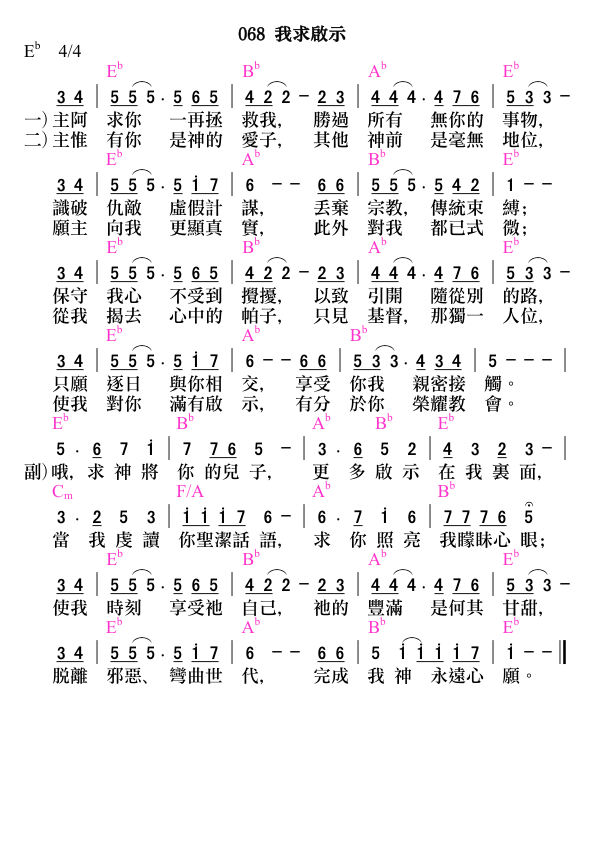 068 我求啟示
E♭ 4/4
E♭ B♭ A♭ E♭
3 4 | 5 5 5 . 5 6 5 | 4 2 2 – 2 3 | 4 4 4 . 4 7 6 | 5 3 3 –
一) 主阿 求你 一再拯 救我, 勝過 所有 無你的 事物,
二) 主惟 有你 是神的 愛子, 其他 神前 是毫無 地位,
E♭ A♭ B♭ E♭
3 4 | 5 5 5 . 5 i 7 | 6 – – 6 6 | 5 5 5 . 5 4 2 | 1 – –
識破 仇敵 虛假計 謀, 丟棄 宗教, 傳統束 縛;
願主 向我 更顯真 實, 此外 對我 都已式 微;
E♭ B♭ A♭ E♭
3 4 | 5 5 5 . 5 6 5 | 4 2 2 – 2 3 | 4 4 4 . 4 7 6 | 5 3 3 –
保守 我心 不受到 攪擾, 以致 引開 隨從別 的路,
從我 揭去 心中的 帕子, 只見 基督, 那獨一 人位,
E♭ A♭ B♭
3 4 | 5 5 5 . 5 i 7 | 6 – – 6 6 | 5 3 3 . 4 3 4 | 5 – – – |
只願 逐日 與你相 交, 享受 你我 親密接 觸。
使我 對你 滿有啟 示, 有分 於你 榮耀教 會。
E♭ B♭ A♭ B♭ E♭
5 . 6 7 i | 7 7 6 5 – | 3 . 6 5 2 | 4 3 2 3 – |
副) 哦, 求 神 將 你 的 兒 子, 更 多 啟 示 在 我 裏 面,
Cm F/A A♭ B♭
3 . 2 5 3 | i i i 7 6 – | 6 . 7 i 6 | 7 7 7 6 5
當 我 虔 讀 你聖潔話 語, 求 你 照 亮 我矇昧心 眼;
E♭ B♭ A♭ E♭
3 4 | 5 5 5 . 5 6 5 | 4 2 2 – 2 3 | 4 4 4 . 4 7 6 | 5 3 3 –
使我 時刻 享受祂 自己, 祂的 豐滿 是何其 甘甜,
E♭ A♭ B♭ E♭
3 4 | 5 5 5 . 5 i 7 | 6 – – 6 6 | 5 i i i i i 7 | i – – ‖
脱離 邪惡、 彎曲世 代, 完成 我 神 永遠心 願。